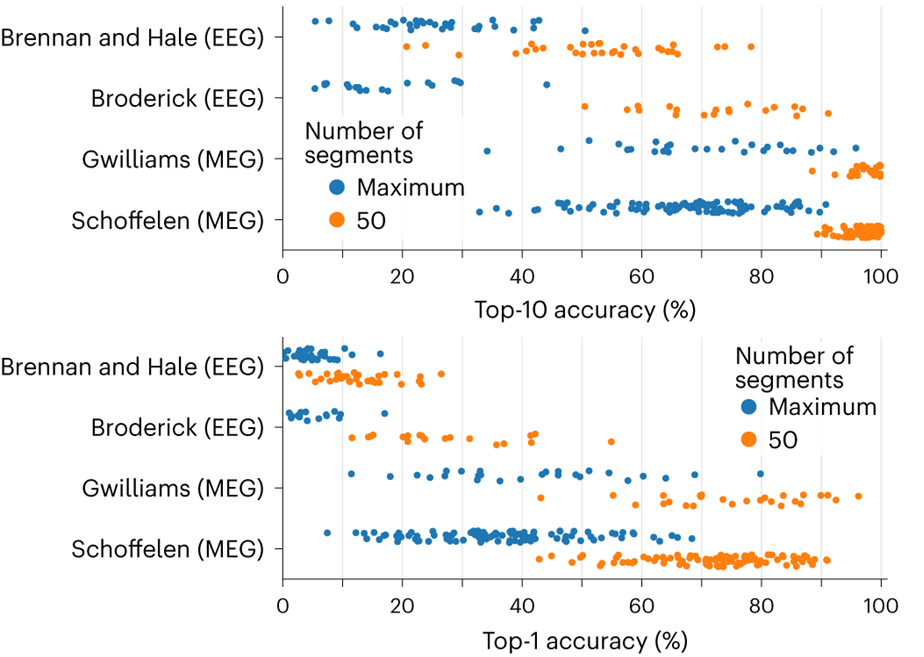 Brennan and Hale (EEG)
Broderick (EEG)
Gwilliams (MEG)
Schoffelen (MEG)
Number of
segments
Maximum
50
0 20 40 60 80 100
Top-10 accuracy (%)
Brennan and Hale (EEG)
Broderick (EEG)
Gwilliams (MEG)
Schoffelen (MEG)
Number of
segments
Maximum
50
0 20 40 60 80 100
Top-1 accuracy (%)